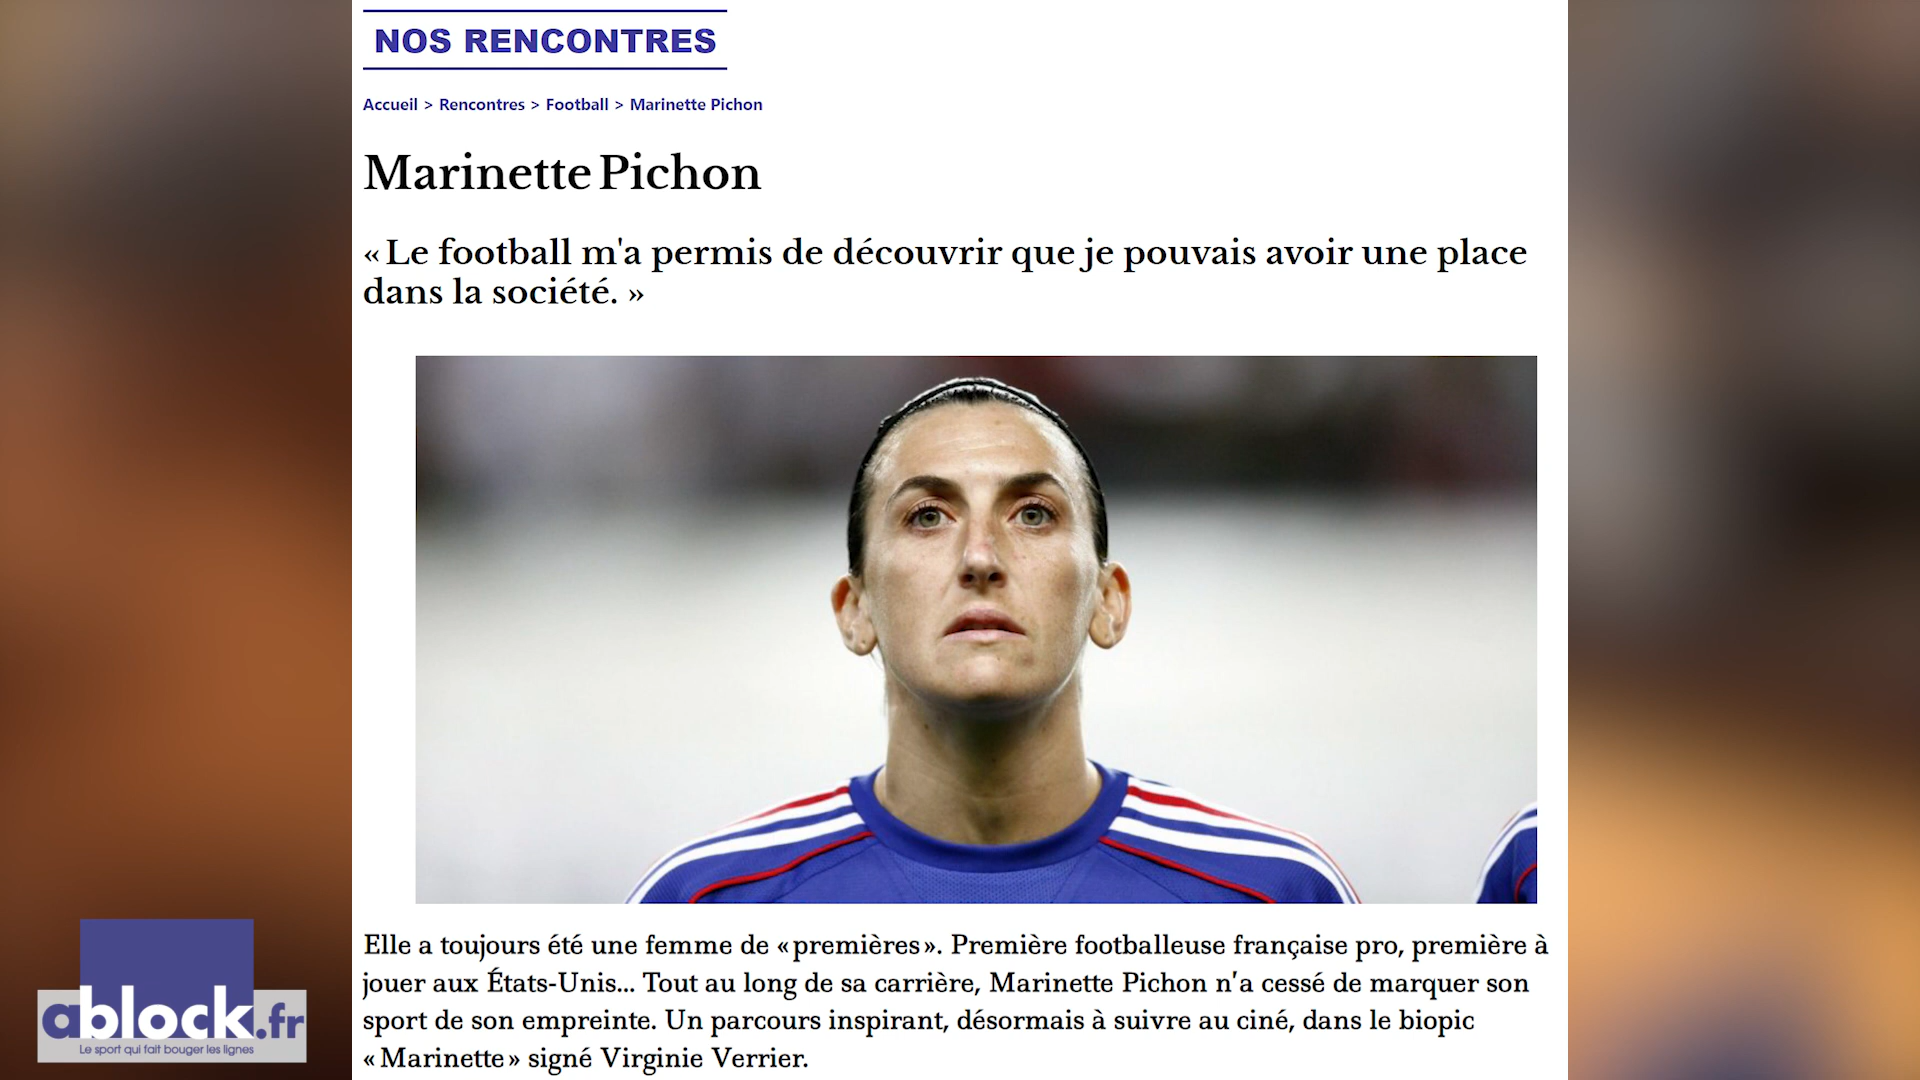 NOS RENCONTRES
Accueil > Rencontres > Football > Marinette Pichon
Marinette Pichon
« Le football m'a permis de découvrir que je pouvais avoir une place
dans la société. »
Elle a toujours été une femme de « premières ». Première footballeuse française pro, première à
jouer aux États-Unis... Tout au long de sa carrière, Marinette Pichon n'a cessé de marquer son
sport de son empreinte. Un parcours inspirant, désormais à suivre au ciné, dans le biopic
« Marinette » signé Virginie Verrier.
ablock.fr
Le sport qui fait bouger les lignes